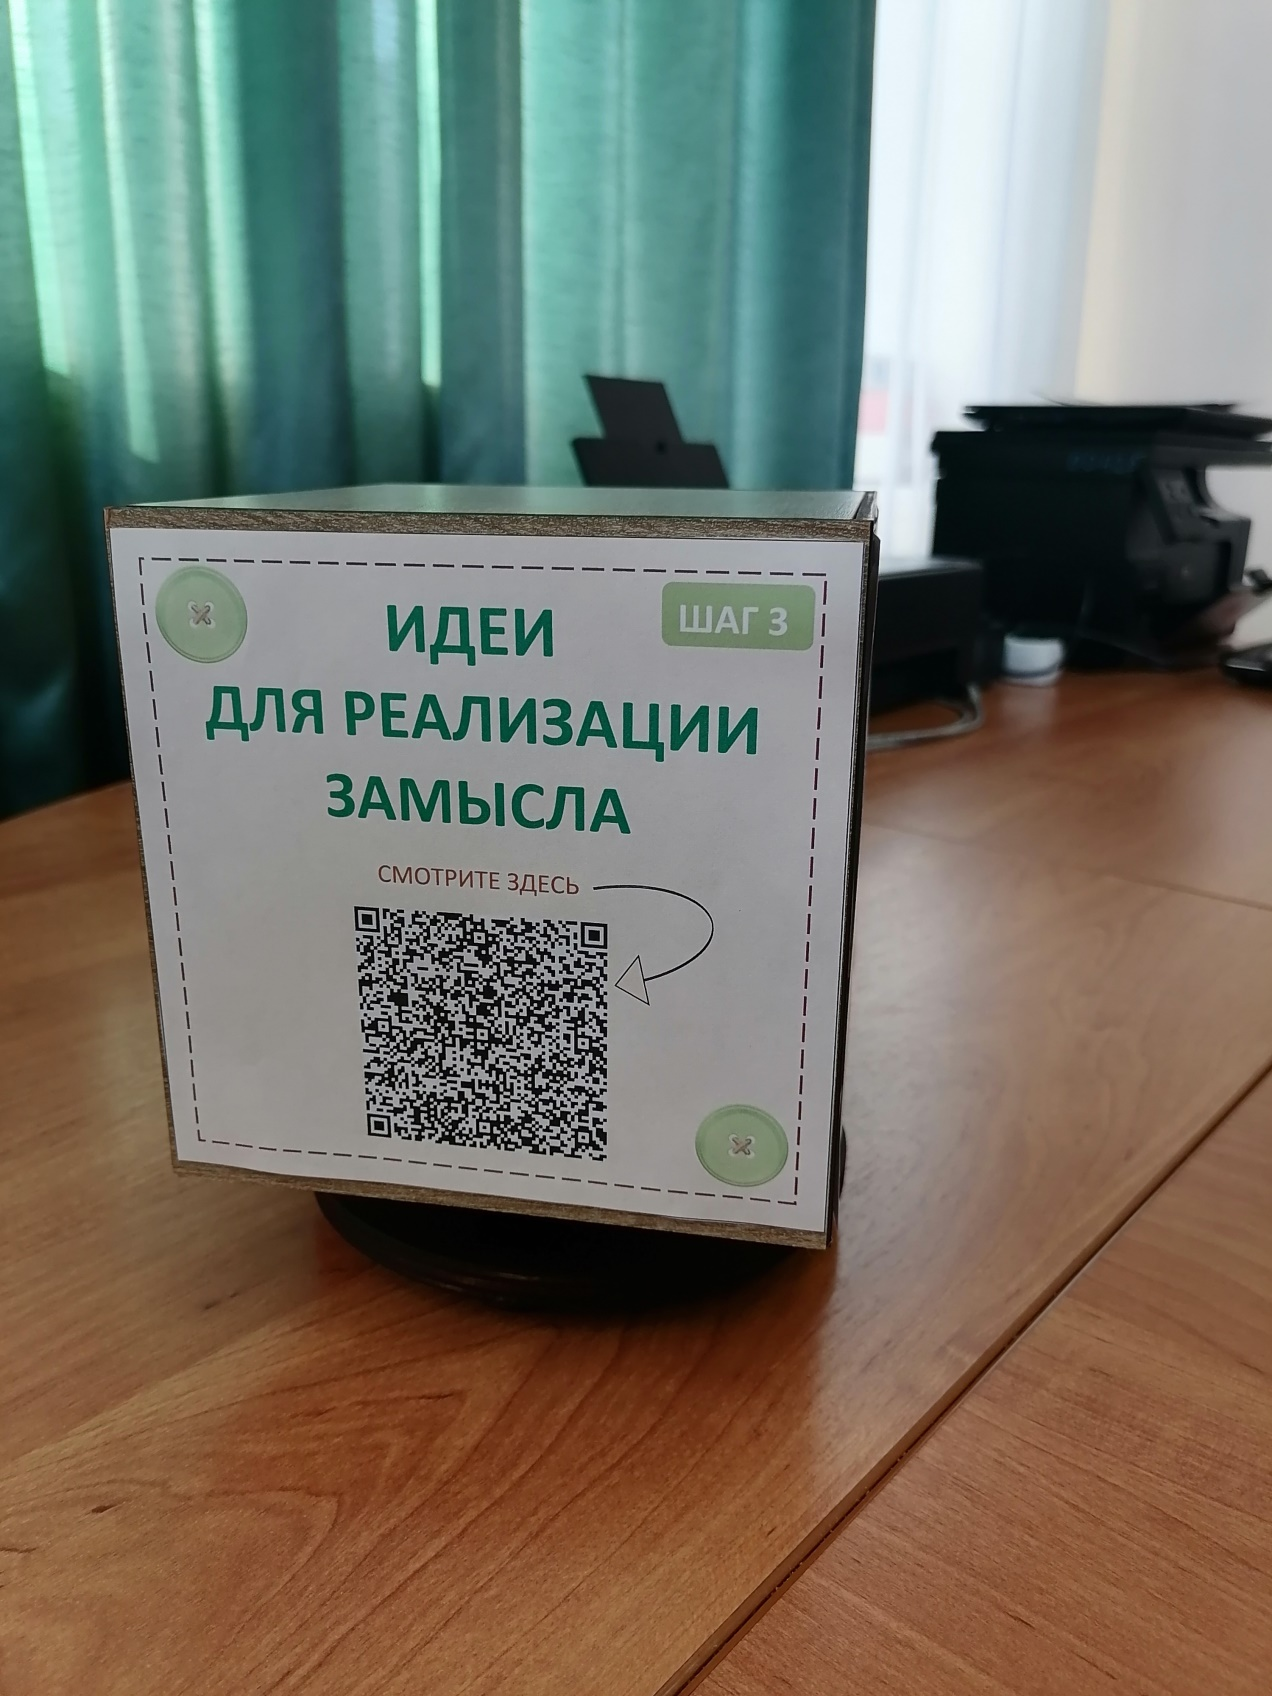 ШАГ 3
ИДЕИ
ДЛЯ РЕАЛИЗАЦИИ
ЗАМЫСЛА
СМОТРИТЕ ЗДЕСЬ